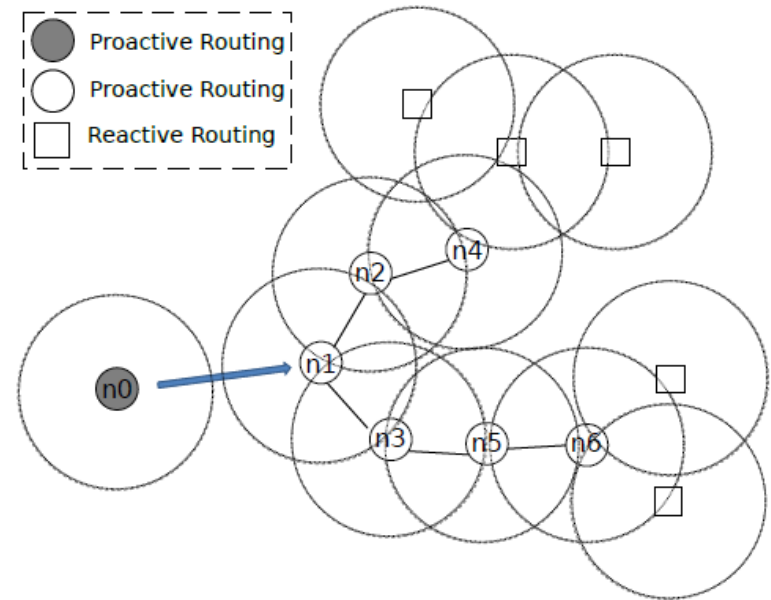 Proactive Routing
Proactive Routing
Reactive Routing
n4
n2
n1
n0
n3
n5
n6